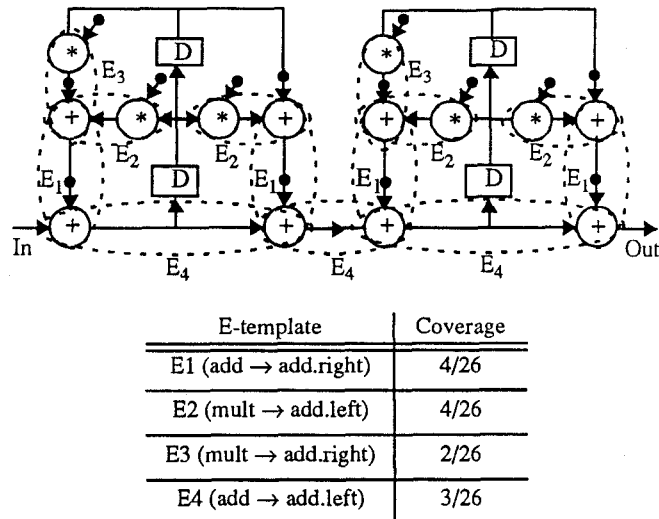 * D * D
E3 E3
+ * * + + * * +
E2 E2 E2 E2
E1 D E1 E1 D E1
+ + + +
In E4 E4 E4 Out
E-template Coverage
E1 (add → add.right) 4/26
E2 (mult → add.left) 4/26
E3 (mult → add.right) 2/26
E4 (add → add.left) 3/26